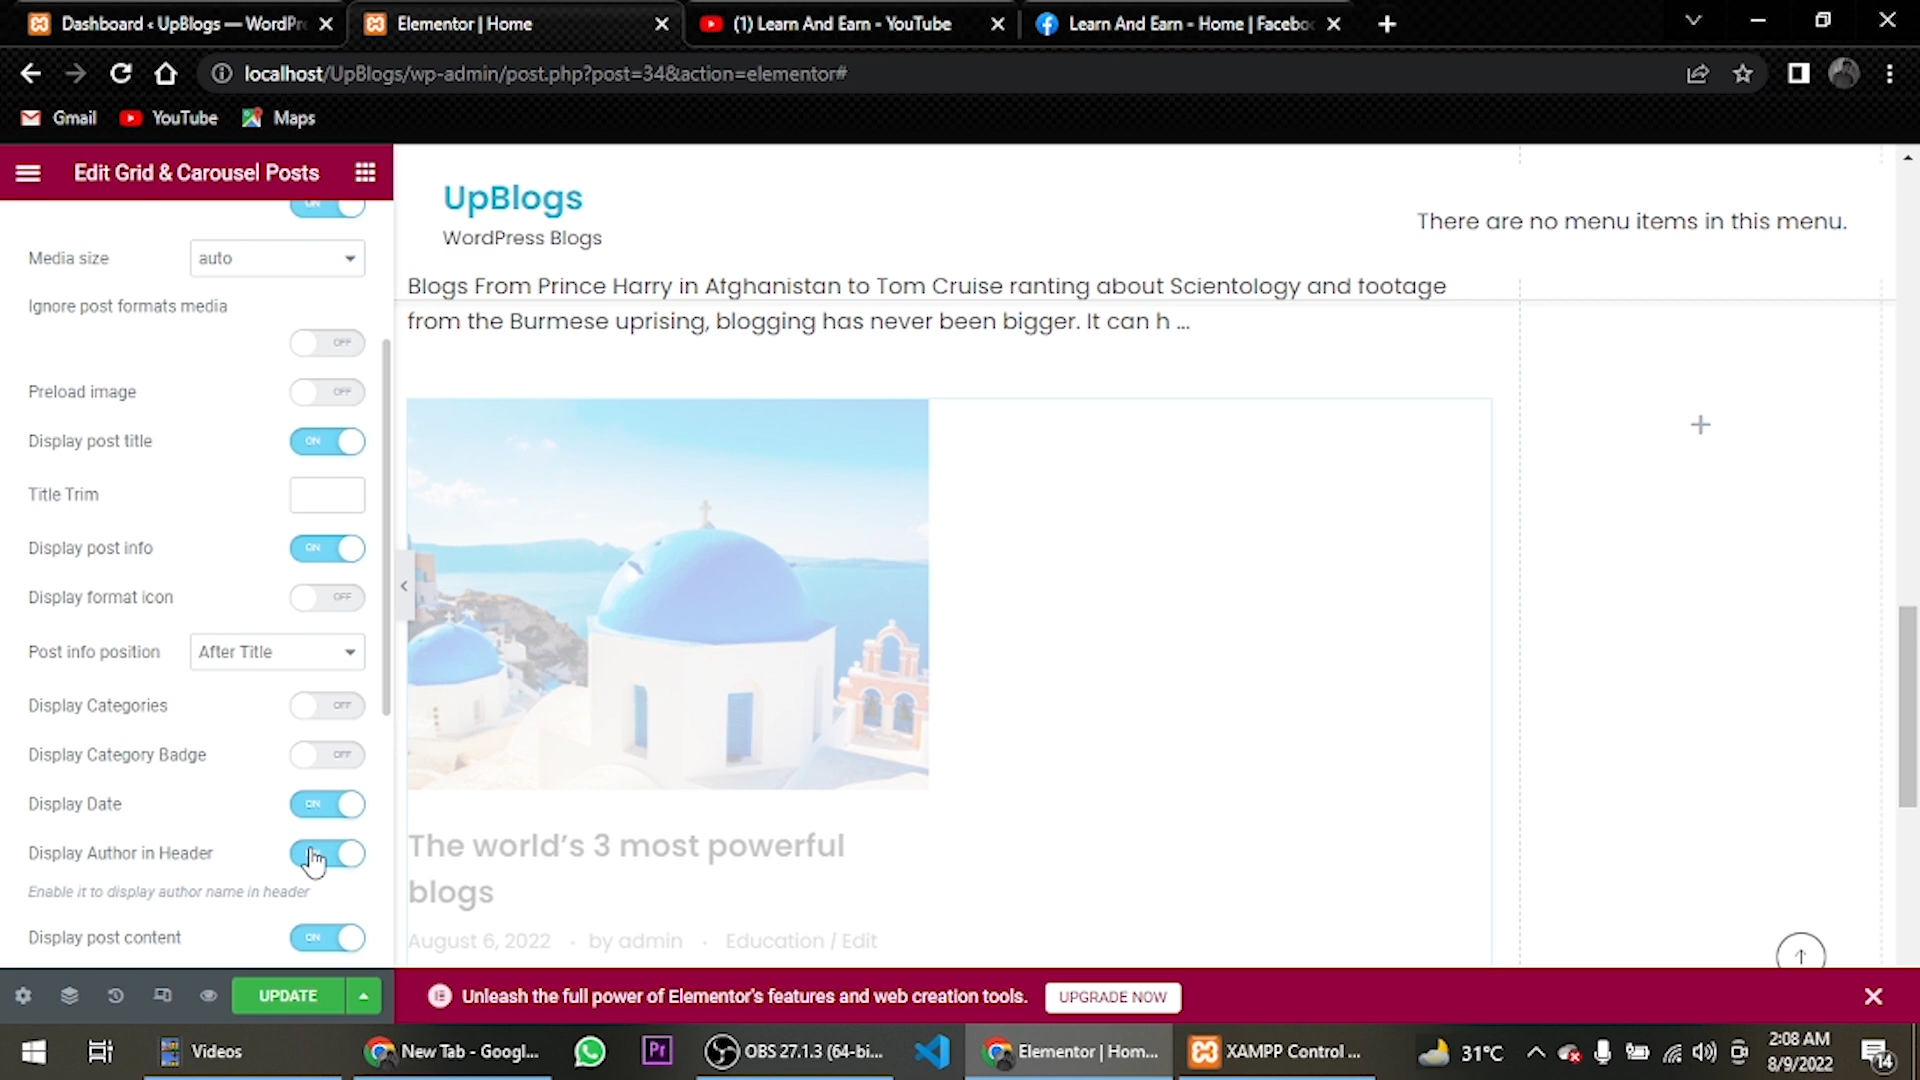 Dashboard ‹ UpBlogs — WordPr
Elementor | Home
(1) Learn And Earn - YouTube
Learn And Earn - Home | Facebo
localhost/UpBlogs/wp-admin/post.php?post=34&action=elementor#
Gmail
YouTube
Maps
Edit Grid & Carousel Posts
ON
Media size
auto
Ignore post formats media
OFF
Preload image
OFF
Display post title
ON
Title Trim
Display post info
ON
Display format icon
OFF
Post info position
After Title
Display Categories
OFF
Display Category Badge
OFF
Display Date
ON
Display Author in Header
Enable it to display author name in header
Display post content
ON
UPDATE
UpBlogs
WordPress Blogs
There are no menu items in this menu.
Blogs From Prince Harry in Afghanistan to Tom Cruise ranting about Scientology and footage
from the Burmese uprising, blogging has never been bigger. It can h ...
The world's 3 most powerful
blogs
August 6, 2022 · by admin · Education / Edit
Unleash the full power of Elementor's features and web creation tools.
UPGRADE NOW
Videos
New Tab - Googl...
Pr
OBS 27.1.3 (64-bi...
Elementor | Hom...
XAMPP Control ...
31°C
2:08 AM
8/9/2022
14